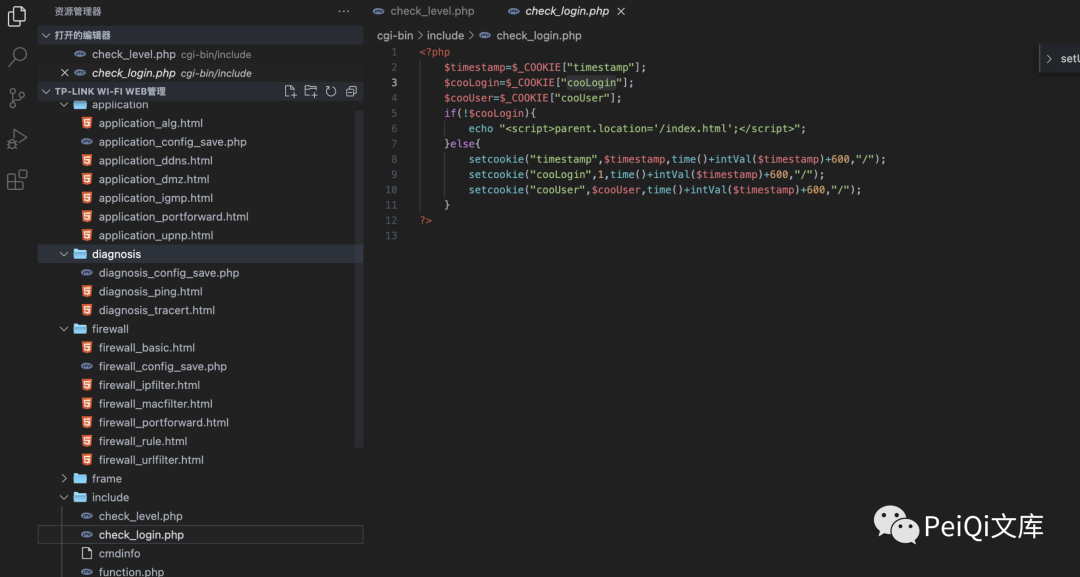 资源管理器
打开的编辑器
check_level.php cgi-bin/include
check_login.php cgi-bin/include
TP-LINK WI-FI WEB管理
application
application_alg.html
application_config_save.php
application_ddns.html
application_dmz.html
application_igmp.html
application_portforward.html
application_upnp.html
diagnosis
diagnosis_config_save.php
diagnosis_ping.html
diagnosis_tracert.html
firewall
firewall_basic.html
firewall_config_save.php
firewall_ipfilter.html
firewall_macfilter.html
firewall_portforward.html
firewall_rule.html
firewall_urlfilter.html
frame
include
check_level.php
check_login.php
cmdinfo
function.php
check_level.php
check_login.php
cgi-bin > include > check_login.php
1 <?php
2 $timestamp=$_COOKIE["timestamp"];
3 $cooLogin=$_COOKIE["cooLogin"];
4 $cooUser=$_COOKIE["cooUser"];
5 if(!$cooLogin){
6 echo "<script>parent.location='/index.html';</script>";
7 }else{
8 setcookie("timestamp",$timestamp,time()+intVal($timestamp)+600,"/");
9 setcookie("cooLogin",1,time()+intVal($timestamp)+600,"/");
10 setcookie("cooUser",$cooUser,time()+intVal($timestamp)+600,"/");
11 }
12 ?>
13
PeiQi文库